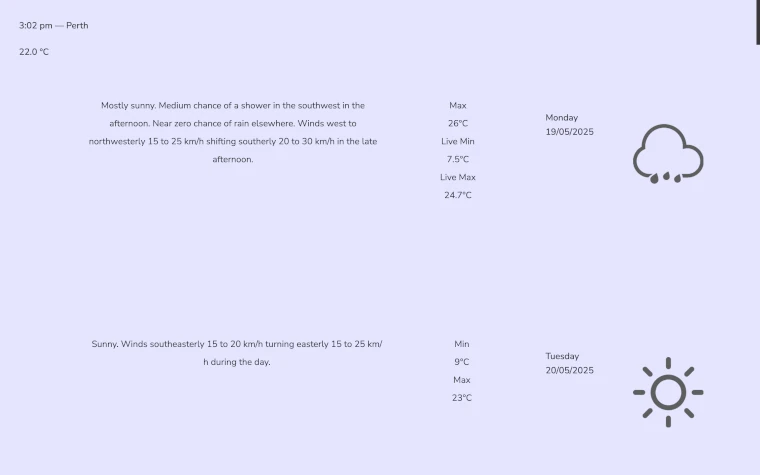 3:02 pm — Perth
22.0 °C
Mostly sunny. Medium chance of a shower in the southwest in the
afternoon. Near zero chance of rain elsewhere. Winds west to
northwesterly 15 to 25 km/h shifting southerly 20 to 30 km/h in the late
afternoon.
Max
26°C
Live Min
7.5°C
Live Max
24.7°C
Monday
19/05/2025
Sunny. Winds southeasterly 15 to 20 km/h turning easterly 15 to 25 km/
h during the day.
Min
9°C
Max
23°C
Tuesday
20/05/2025